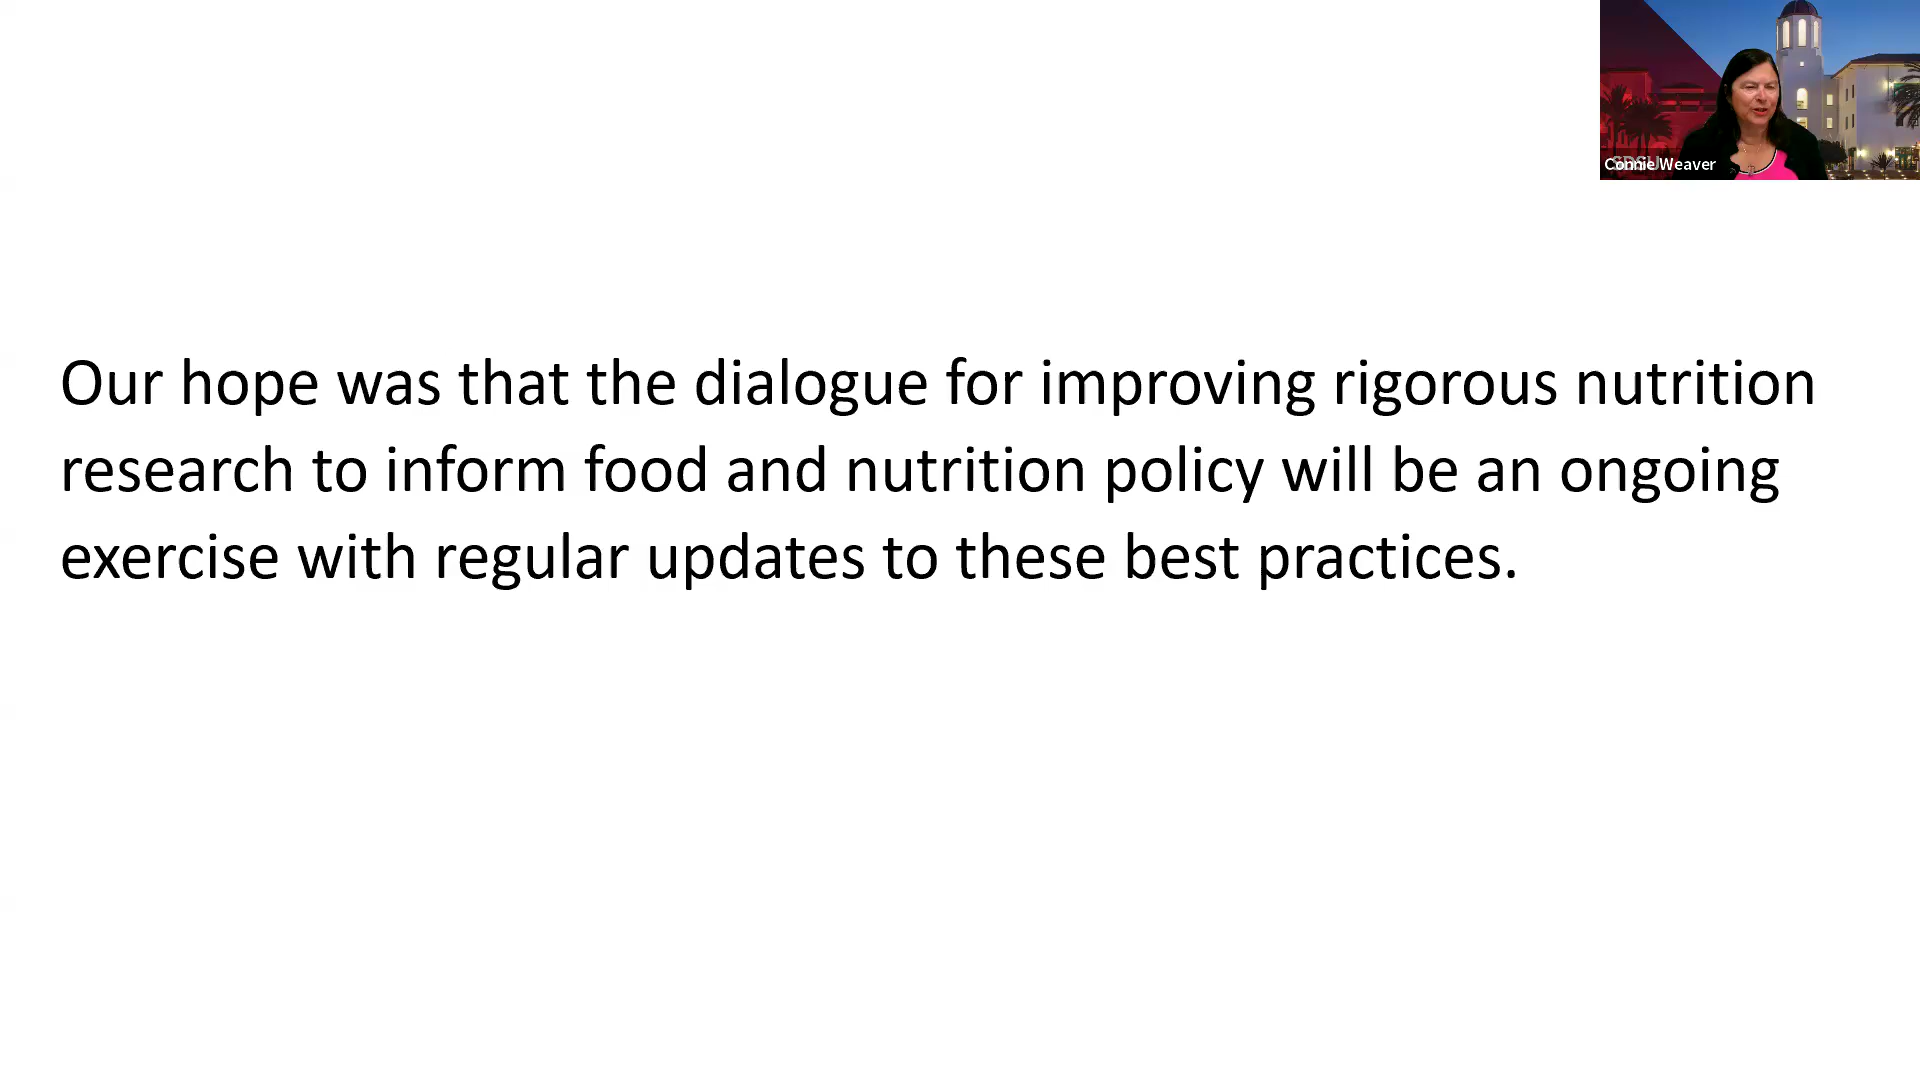 Connie Weaver
SDSU
Our hope was that the dialogue for improving rigorous nutrition
research to inform food and nutrition policy will be an ongoing
exercise with regular updates to these best practices.